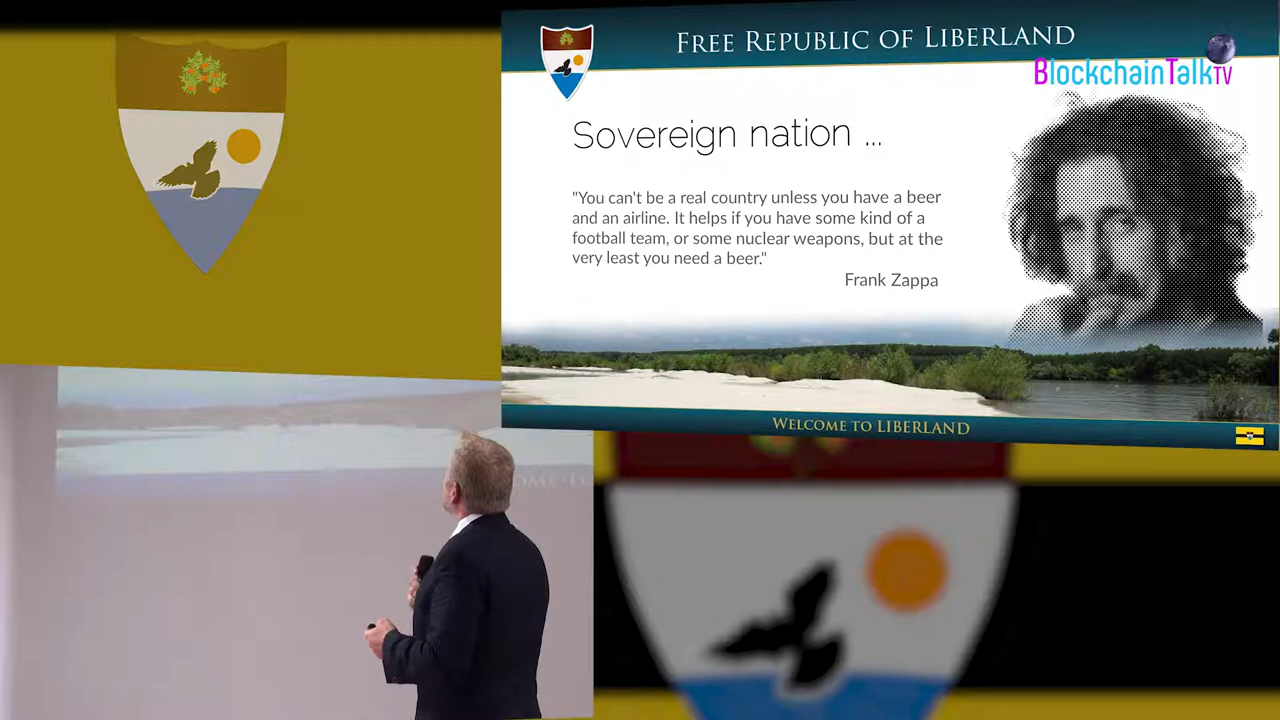 FREE REPUBLIC OF LIBERLAND
BlockchainTalkTV
Sovereign nation ...
"You can't be a real country unless you have a beer
and an airline. It helps if you have some kind of a
football team, or some nuclear weapons, but at the
very least you need a beer."
Frank Zappa
WELCOME TO LIBERLAND